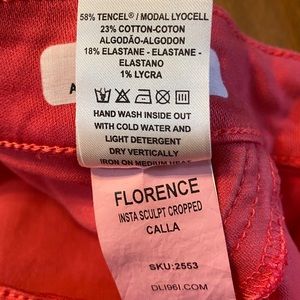 58% TENCEL® / MODAL LYOCELL
23% COTTON-COTON
ALGODÃO-ALGODON
18% ELASTANE - ELASTANE -
ELASTANO
1% LYCRA
A
HAND WASH INSIDE OUT
WITH COLD WATER AND
LIGHT DETERGENT
DRY VERTICALLY
IRON ON MEDIUM HEAT
FLORENCE
INSTA SCULPT CROPPED
CALLA
SKU:2553
DL1961.COM